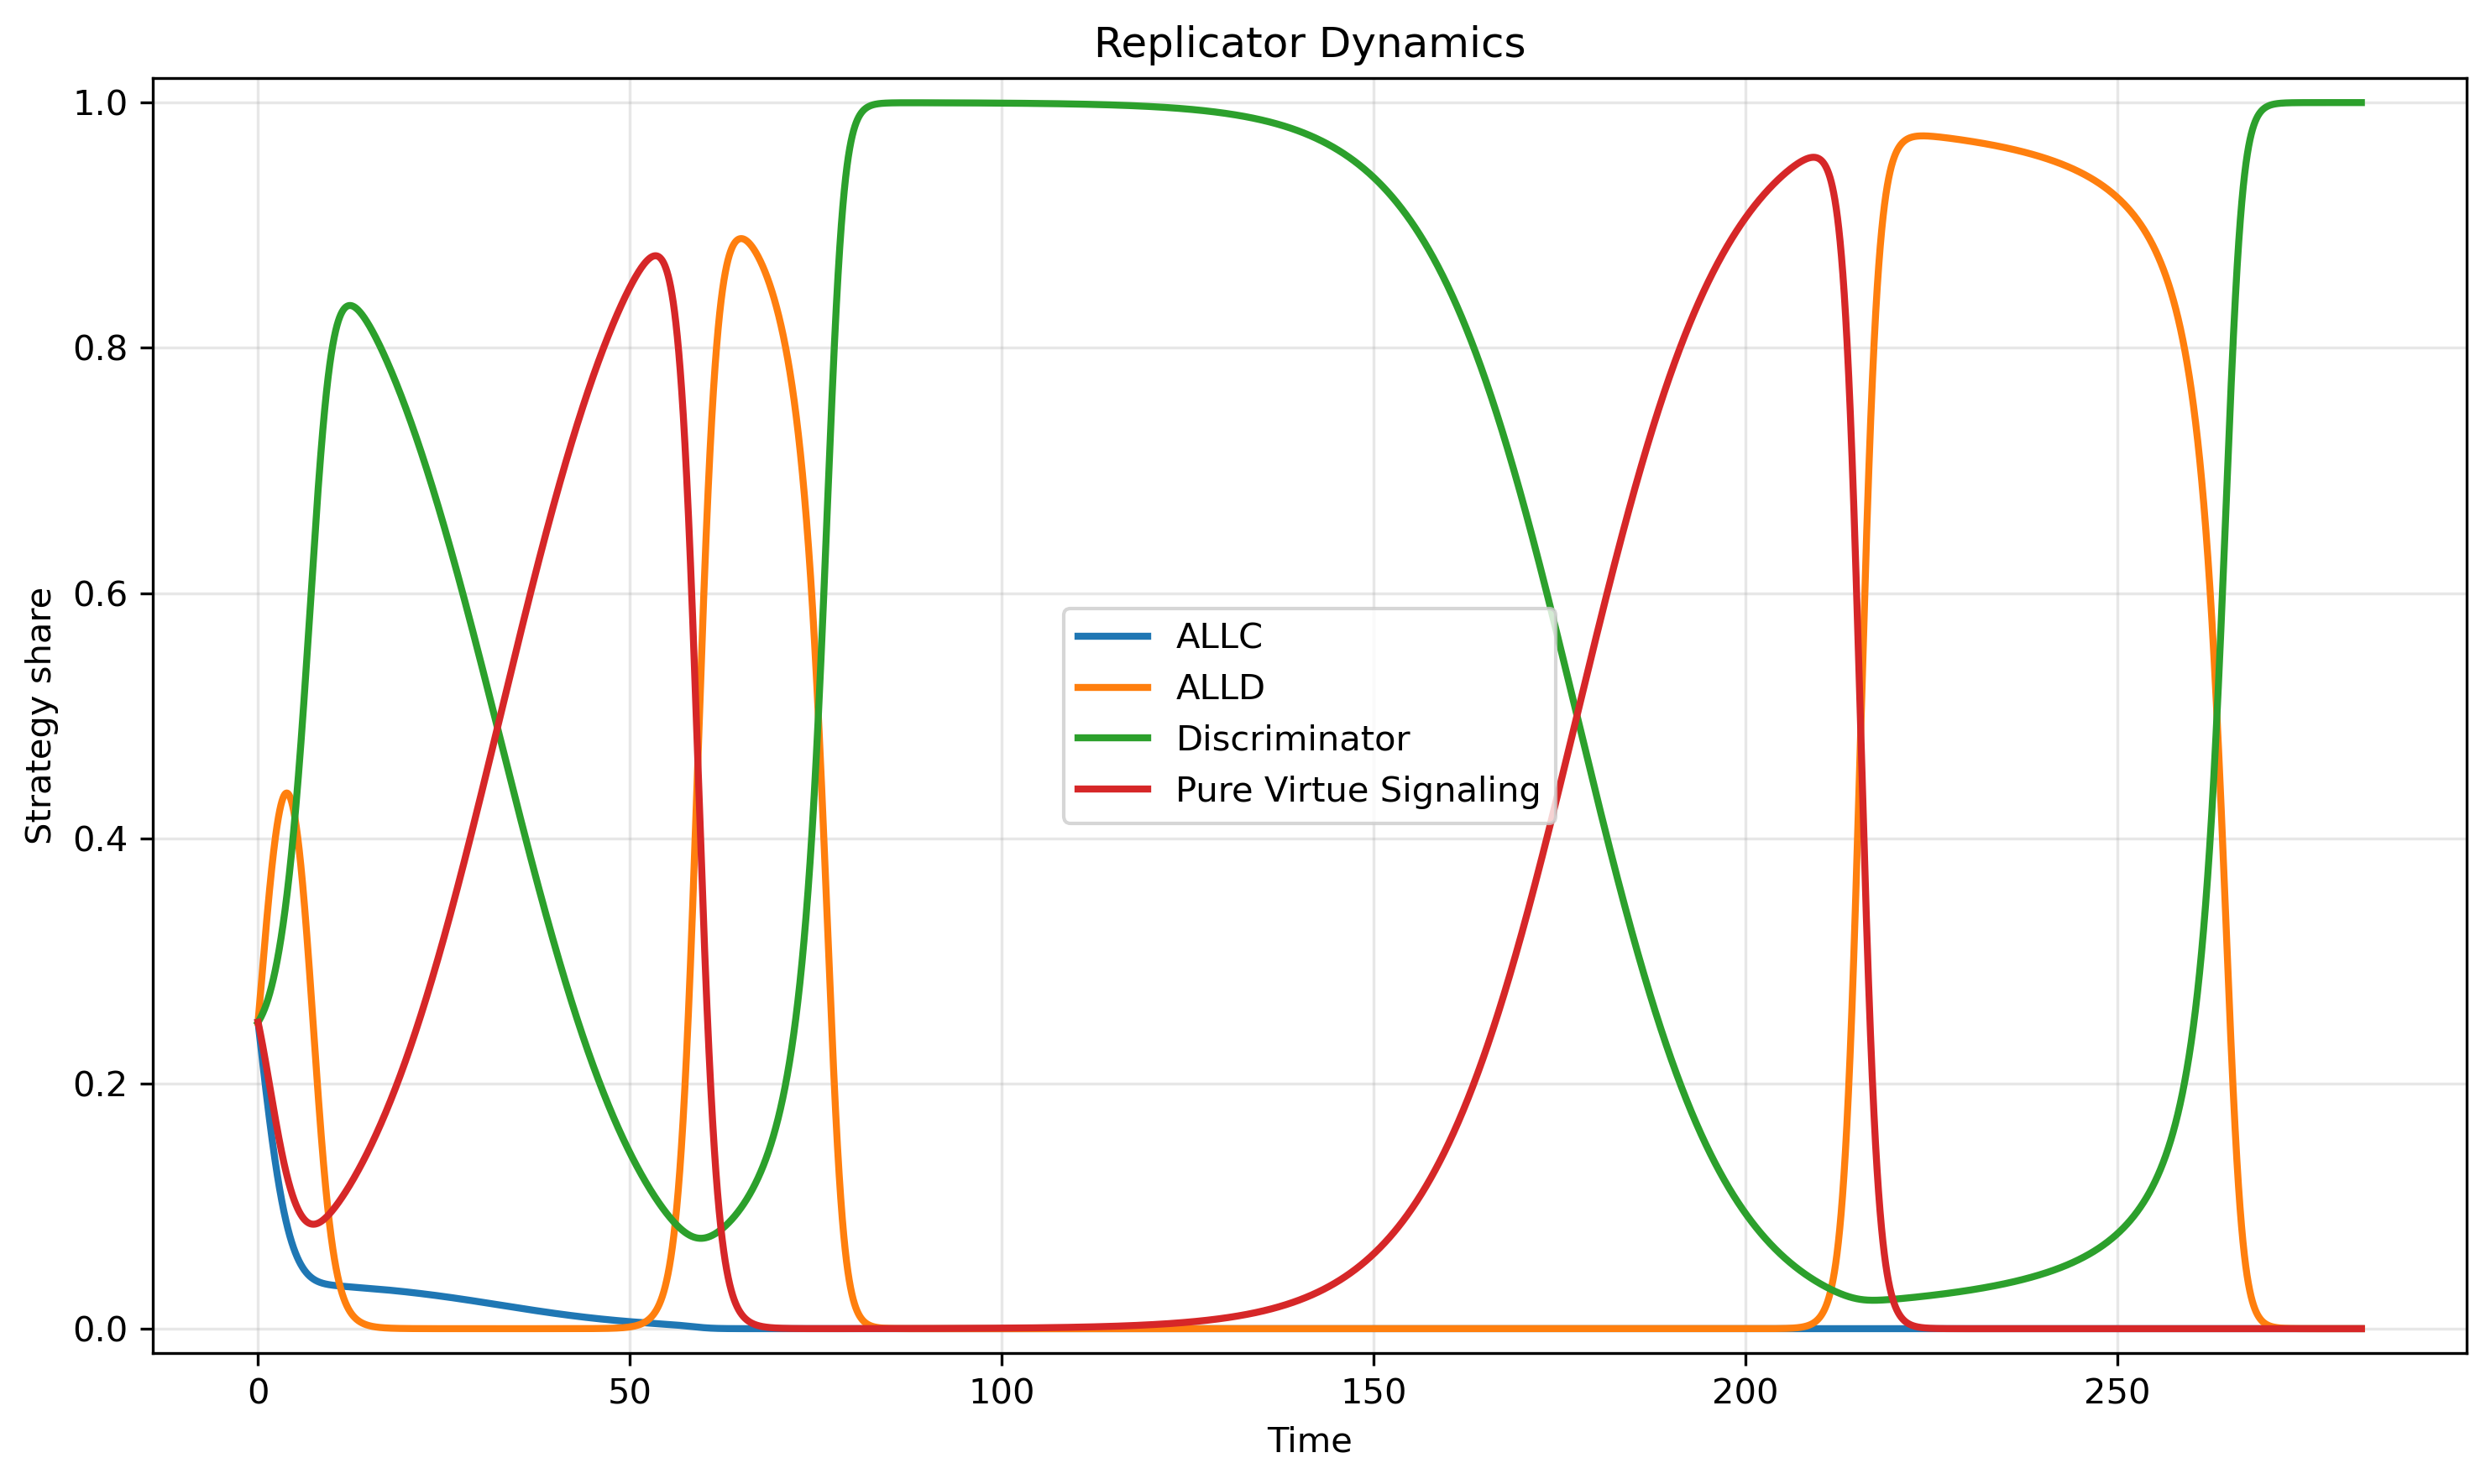 Replicator Dynamics
Strategy share
1.0
0.8
0.6
0.4
0.2
0.0
ALLC
ALLD
Discriminator
Pure Virtue Signaling
0 50 100 150 200 250
Time